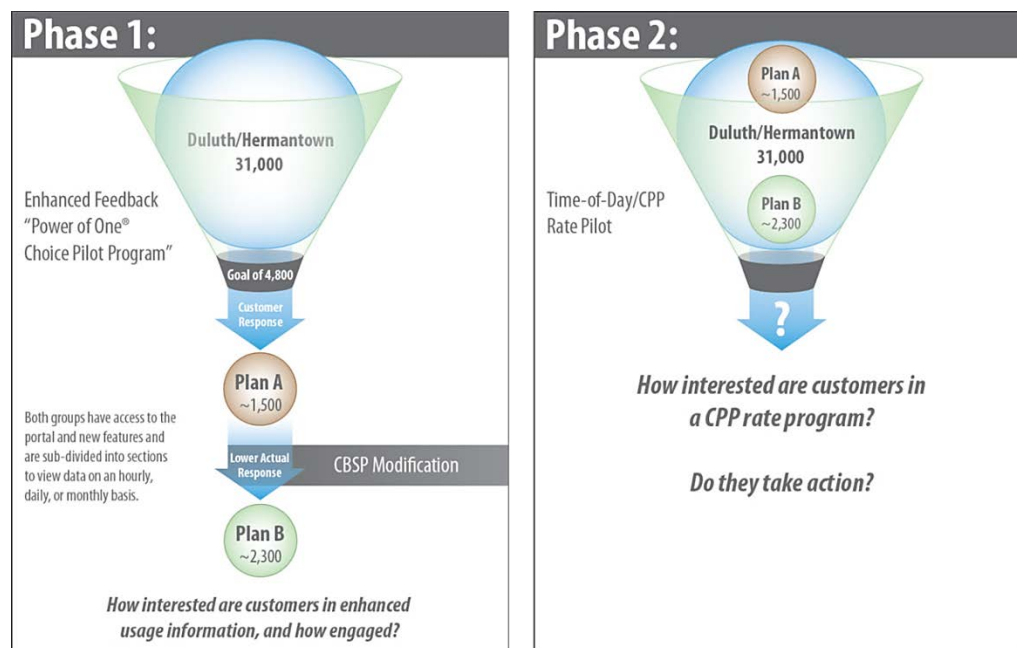 Phase 1:
Duluth/Hermantown
31,000
Enhanced Feedback
“Power of One®
Choice Pilot Program”
Goal of 4,800
Customer
Response
Plan A
~1,500
Both groups have access to the
portal and new features and
are sub-divided into sections
to view data on an hourly,
daily, or monthly basis.
Lower Actual
Response
CBSP Modification
Plan B
~2,300
How interested are customers in enhanced
usage information, and how engaged?
Phase 2:
Plan A
~1,500
Duluth/Hermantown
31,000
Plan B
~2,300
Time-of-Day/CPP
Rate Pilot
?
How interested are customers in
a CPP rate program?
Do they take action?